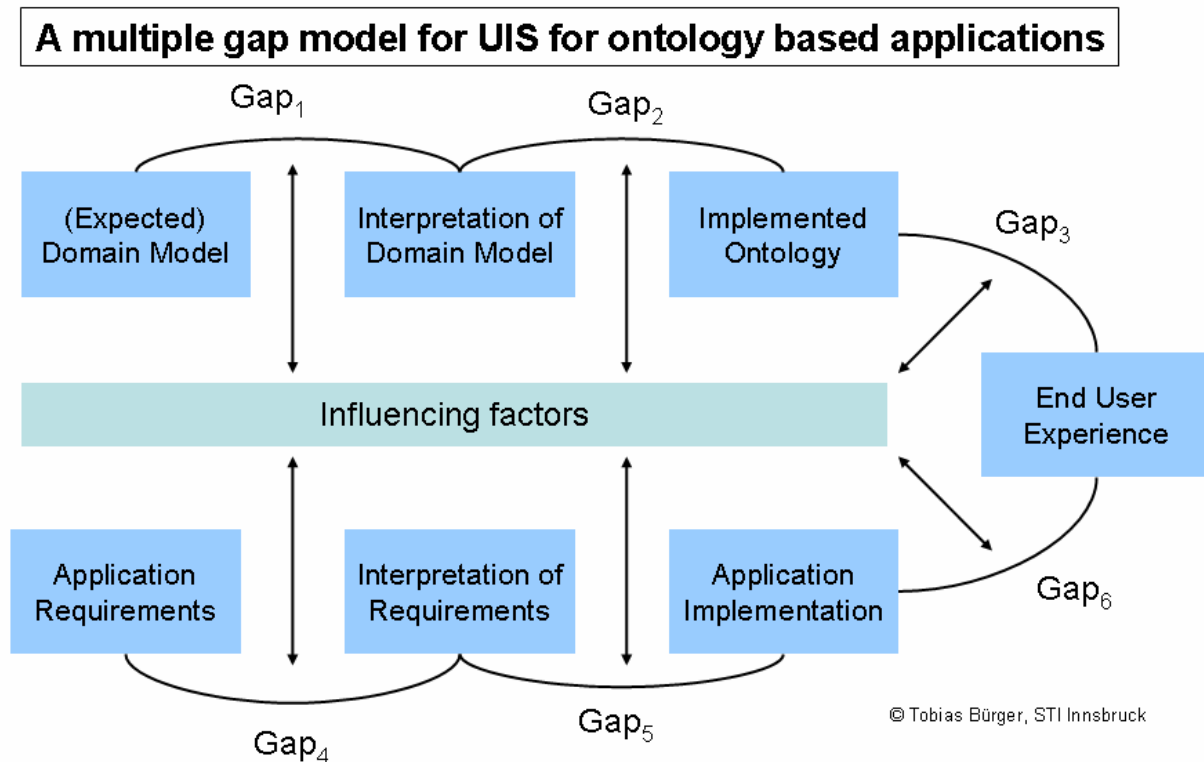 A multiple gap model for UIS for ontology based applications
Gap₁
Gap₂
(Expected)
Domain Model
Interpretation of
Domain Model
Implemented
Ontology
Gap₃
Influencing factors
End User
Experience
Application
Requirements
Interpretation of
Requirements
Application
Implementation
Gap₆
Gap₄
Gap₅
© Tobias Bürger, STI Innsbruck